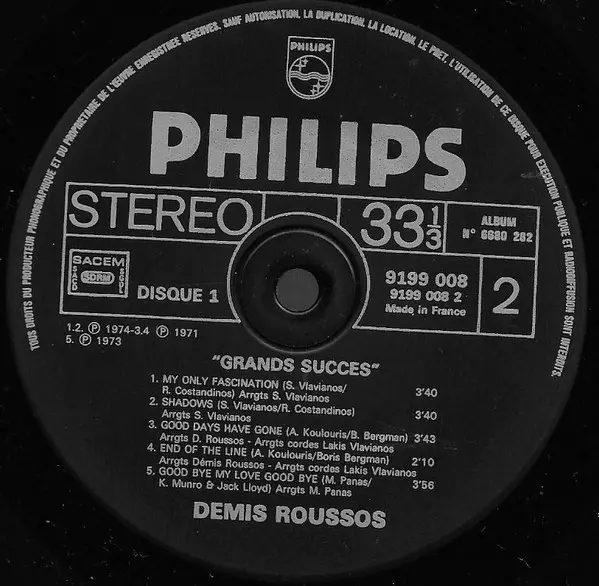 TOUS DROITS DU PRODUCTEUR PHONOGRAPHIQUE ET DU PROPRIETAIRE DE L'ŒUVRE ENREGISTREE RESERVES. SAUF AUTORISATION, LA DUPLICATION, LA LOCATION, LE PRET, L'UTILISATION DE CE DISQUE POUR EXECUTION PUBLIQUE ET RADIODIFFUSION SONT INTERDITS.
PHILIPS
PHILIPS
STEREO
33 1/3
ALBUM
N° 6680 282
SACEM
SACD
SDRM
SGDL
DISQUE 1
9199 008
9199 008 2
Made in France
2
1.2. ℗ 1974-3.4 ℗ 1971
5. ℗ 1973
"GRANDS SUCCES"
1. MY ONLY FASCINATION (S. Vlavianos/
R. Costandinos) Arrgts S. Vlavianos 3'40
2. SHADOWS (S. Vlavianos/R. Costandinos)
Arrgts S. Vlavianos 3'40
3. GOOD DAYS HAVE GONE (A. Koulouris/B. Bergman) 3'43
Arrgts D. Roussos - Arrgts cordes Lakis Vlavianos
4. END OF THE LINE (A. Koulouris/Boris Bergman) 2'10
Arrgts Démis Roussos - Arrgts cordes Lakis Vlavianos
5. GOOD BYE MY LOVE GOOD BYE (M. Panas/
K. Munro & Jack Lloyd) Arrgts M. Panas 3'56
DEMIS ROUSSOS